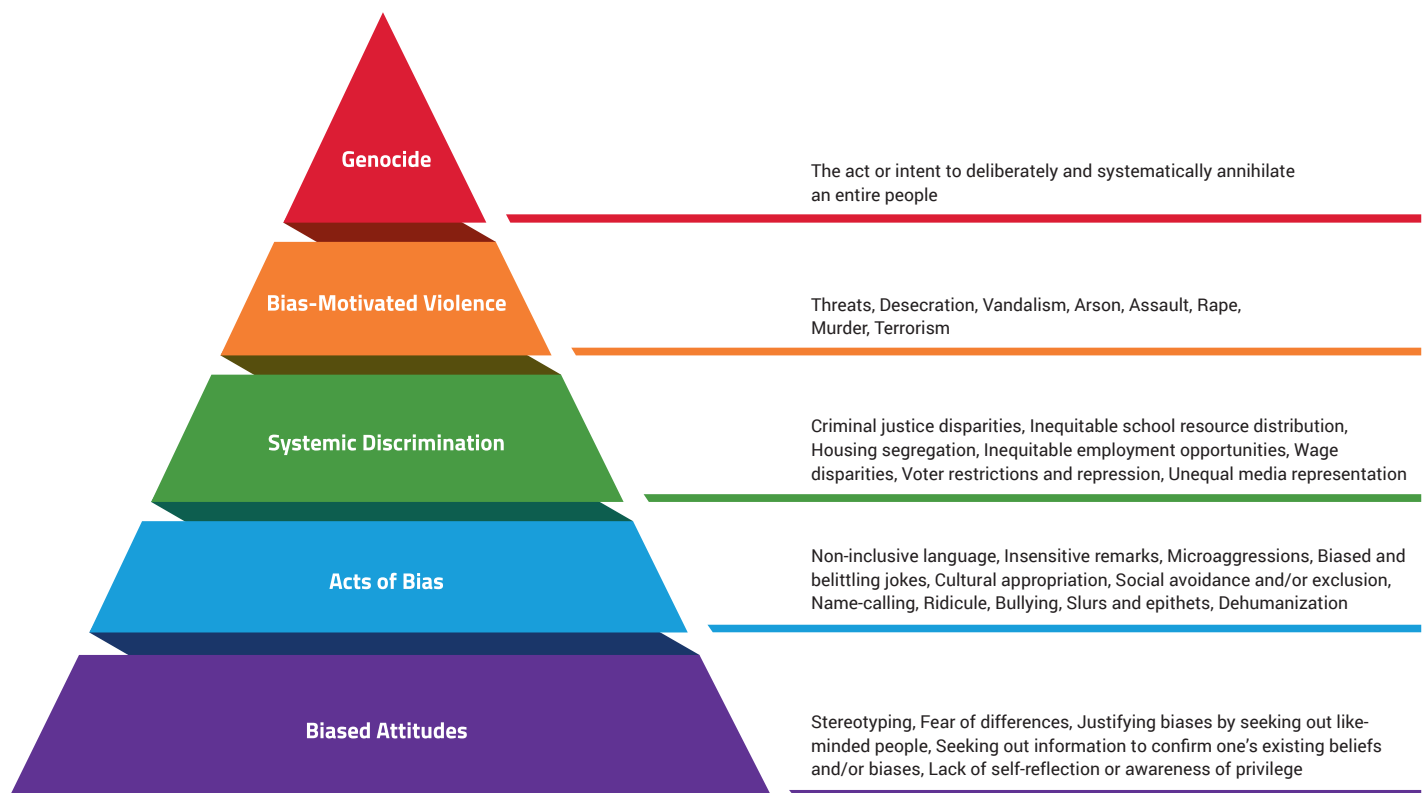 Genocide
The act or intent to deliberately and systematically annihilate
an entire people
Bias-Motivated Violence
Threats, Desecration, Vandalism, Arson, Assault, Rape,
Murder, Terrorism
Systemic Discrimination
Criminal justice disparities, Inequitable school resource distribution,
Housing segregation, Inequitable employment opportunities, Wage
disparities, Voter restrictions and repression, Unequal media representation
Acts of Bias
Non-inclusive language, Insensitive remarks, Microaggressions, Biased and
belittling jokes, Cultural appropriation, Social avoidance and/or exclusion,
Name-calling, Ridicule, Bullying, Slurs and epithets, Dehumanization
Biased Attitudes
Stereotyping, Fear of differences, Justifying biases by seeking out like-
minded people, Seeking out information to confirm one’s existing beliefs
and/or biases, Lack of self-reflection or awareness of privilege